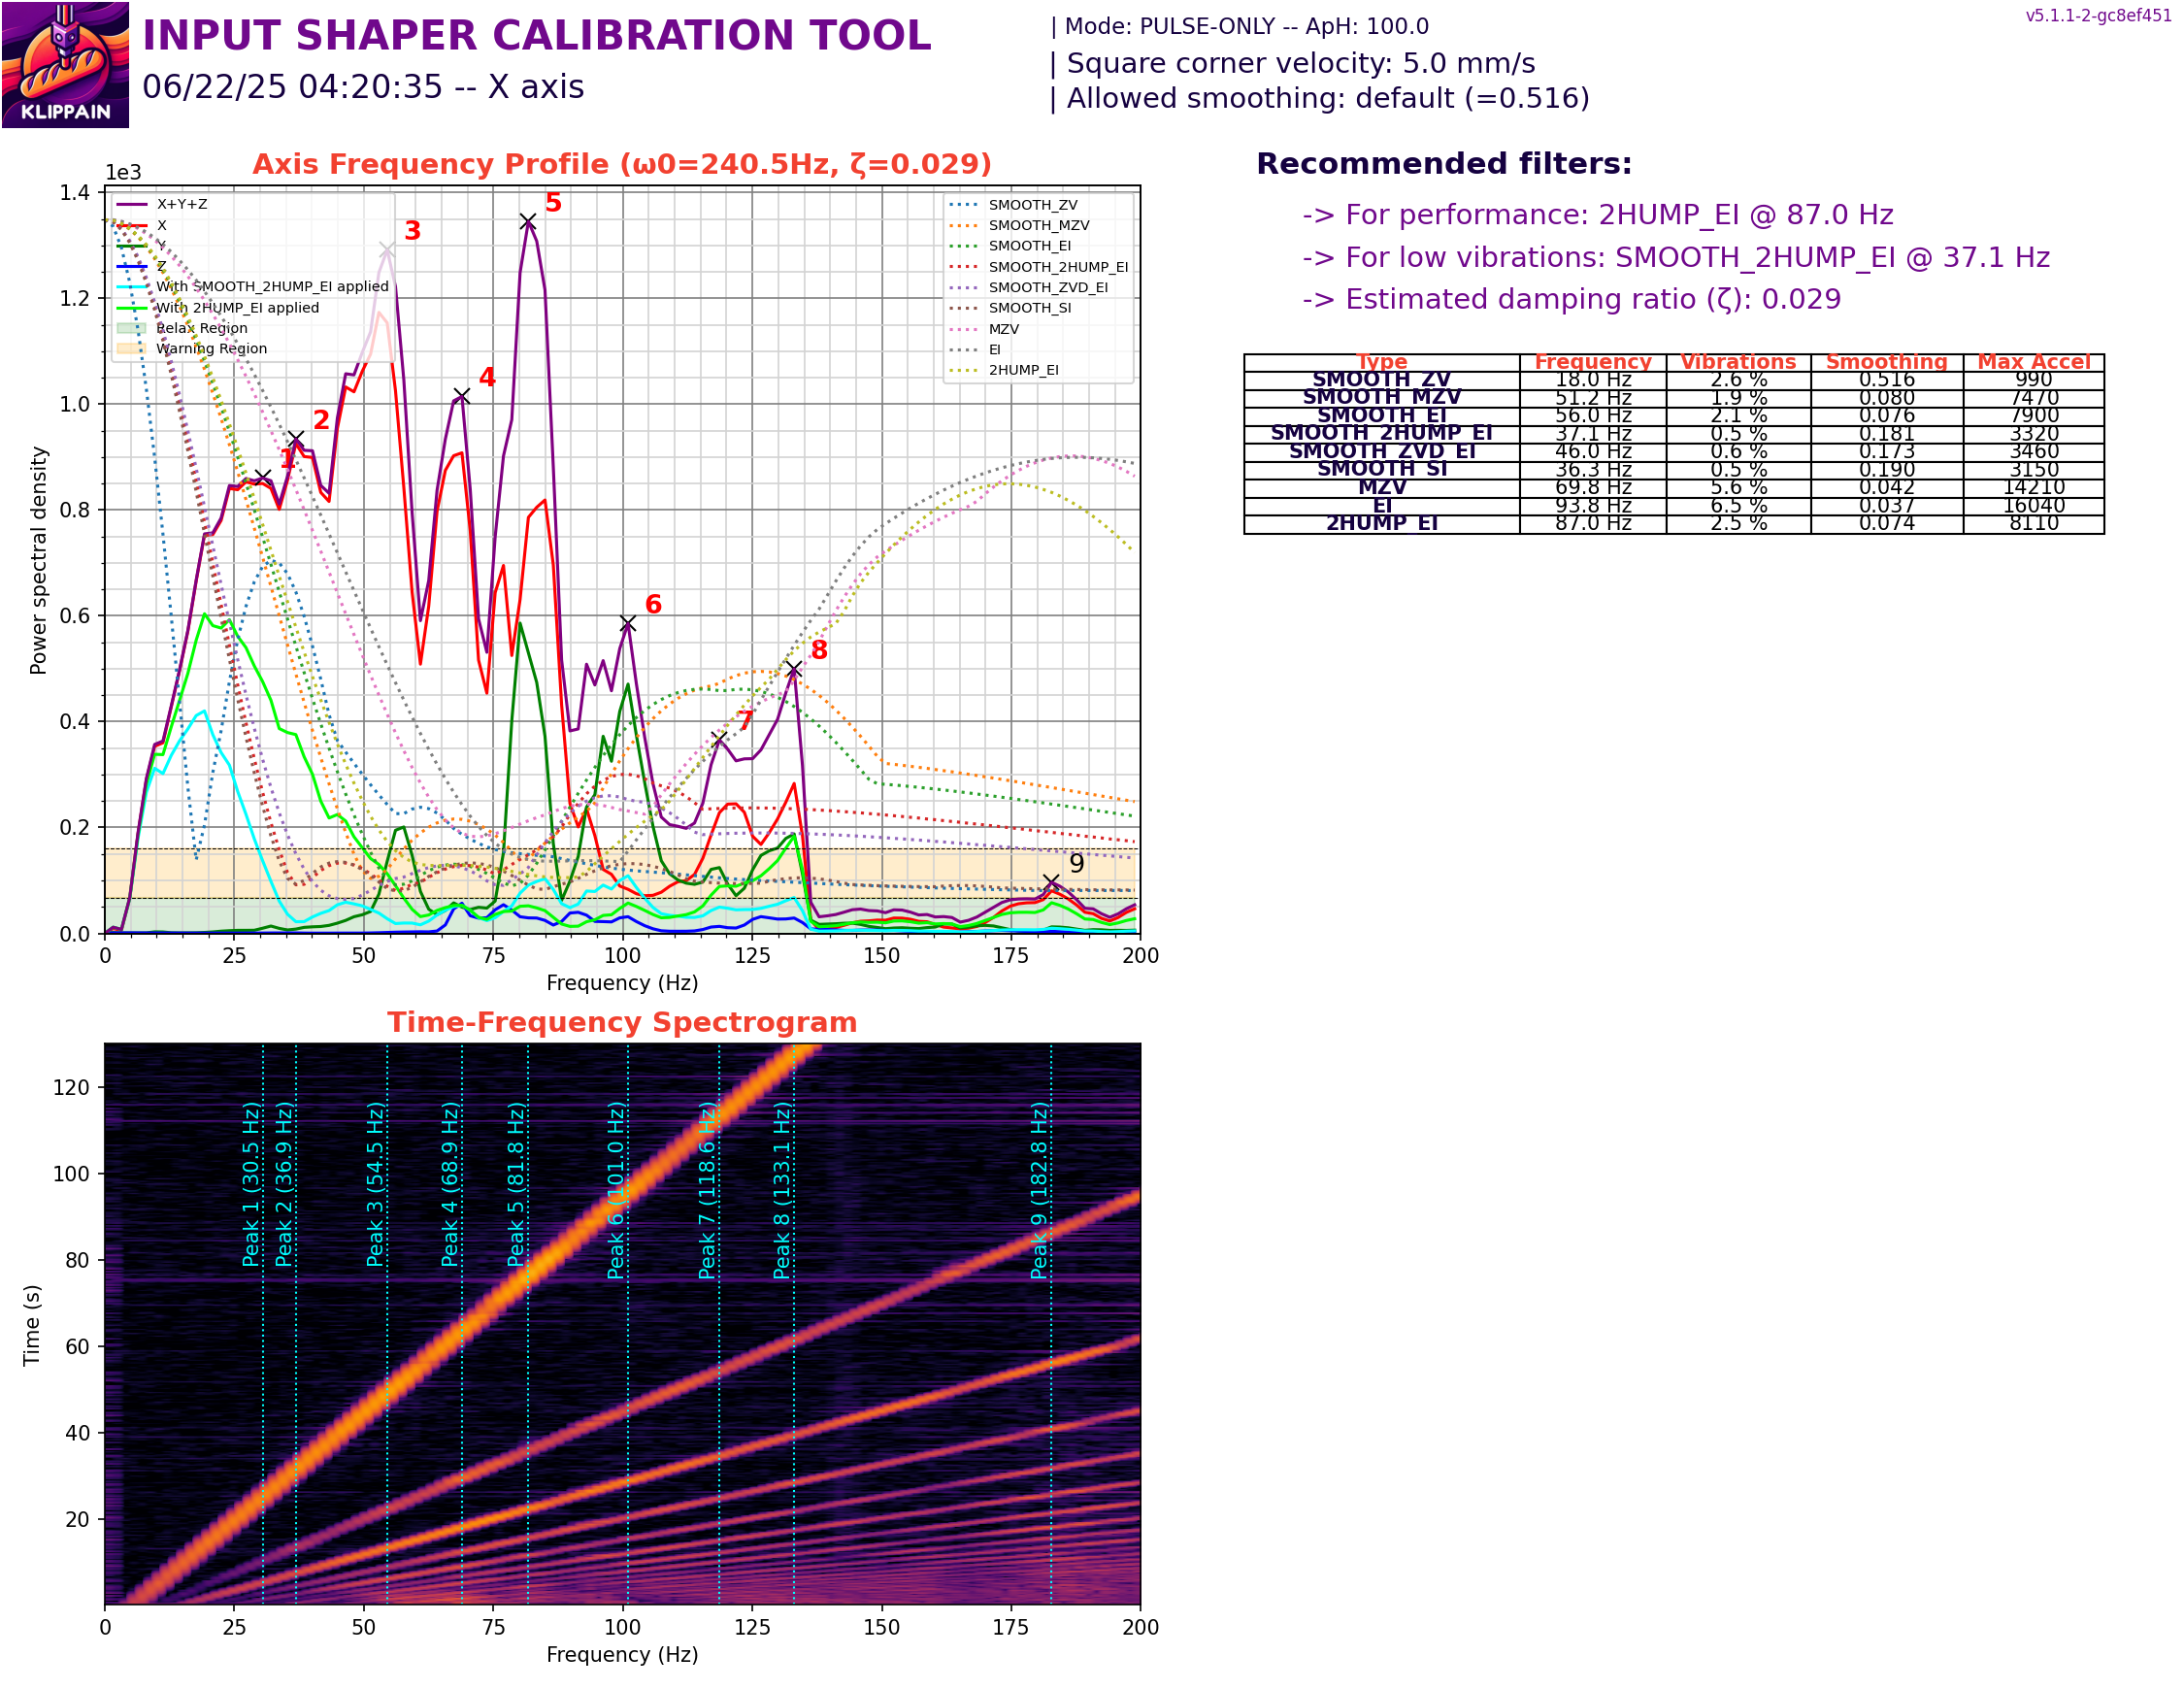 KLIPPAIN
INPUT SHAPER CALIBRATION TOOL
06/22/25 04:20:35 -- X axis
| Mode: PULSE-ONLY -- ApH: 100.0
| Square corner velocity: 5.0 mm/s
| Allowed smoothing: default (=0.516)
v5.1.1-2-gc8ef451
Axis Frequency Profile (ω0=240.5Hz, ζ=0.029)
1e3
Power spectral density
1.4
1.2
1.0
0.8
0.6
0.4
0.2
0.0
X+Y+Z
X
Y
Z
With SMOOTH_2HUMP_EI applied
With 2HUMP_EI applied
Relax Region
Warning Region
SMOOTH_ZV
SMOOTH_MZV
SMOOTH_EI
SMOOTH_2HUMP_EI
SMOOTH_ZVD_EI
SMOOTH_SI
MZV
EI
2HUMP_EI
1
2
3
4
5
6
7
8
9
0 25 50 75 100 125 150 175 200
Frequency (Hz)
Recommended filters:
-> For performance: 2HUMP_EI @ 87.0 Hz
-> For low vibrations: SMOOTH_2HUMP_EI @ 37.1 Hz
-> Estimated damping ratio (ζ): 0.029
Type Frequency Vibrations Smoothing Max Accel
SMOOTH_ZV 18.0 Hz 2.6 % 0.516 990
SMOOTH_MZV 51.2 Hz 1.9 % 0.080 7470
SMOOTH_EI 56.0 Hz 2.1 % 0.076 7900
SMOOTH_2HUMP_EI 37.1 Hz 0.5 % 0.181 3320
SMOOTH_ZVD_EI 46.0 Hz 0.6 % 0.173 3460
SMOOTH_SI 36.3 Hz 0.5 % 0.190 3150
MZV 69.8 Hz 5.6 % 0.042 14210
EI 93.8 Hz 6.5 % 0.037 16040
2HUMP_EI 87.0 Hz 2.5 % 0.074 8110
Time-Frequency Spectrogram
Time (s)
120
100
80
60
40
20
Peak 1 (30.5 Hz)
Peak 2 (36.9 Hz)
Peak 3 (54.5 Hz)
Peak 4 (68.9 Hz)
Peak 5 (81.8 Hz)
Peak 6 (101.0 Hz)
Peak 7 (118.6 Hz)
Peak 8 (133.1 Hz)
Peak 9 (182.8 Hz)
0 25 50 75 100 125 150 175 200
Frequency (Hz)